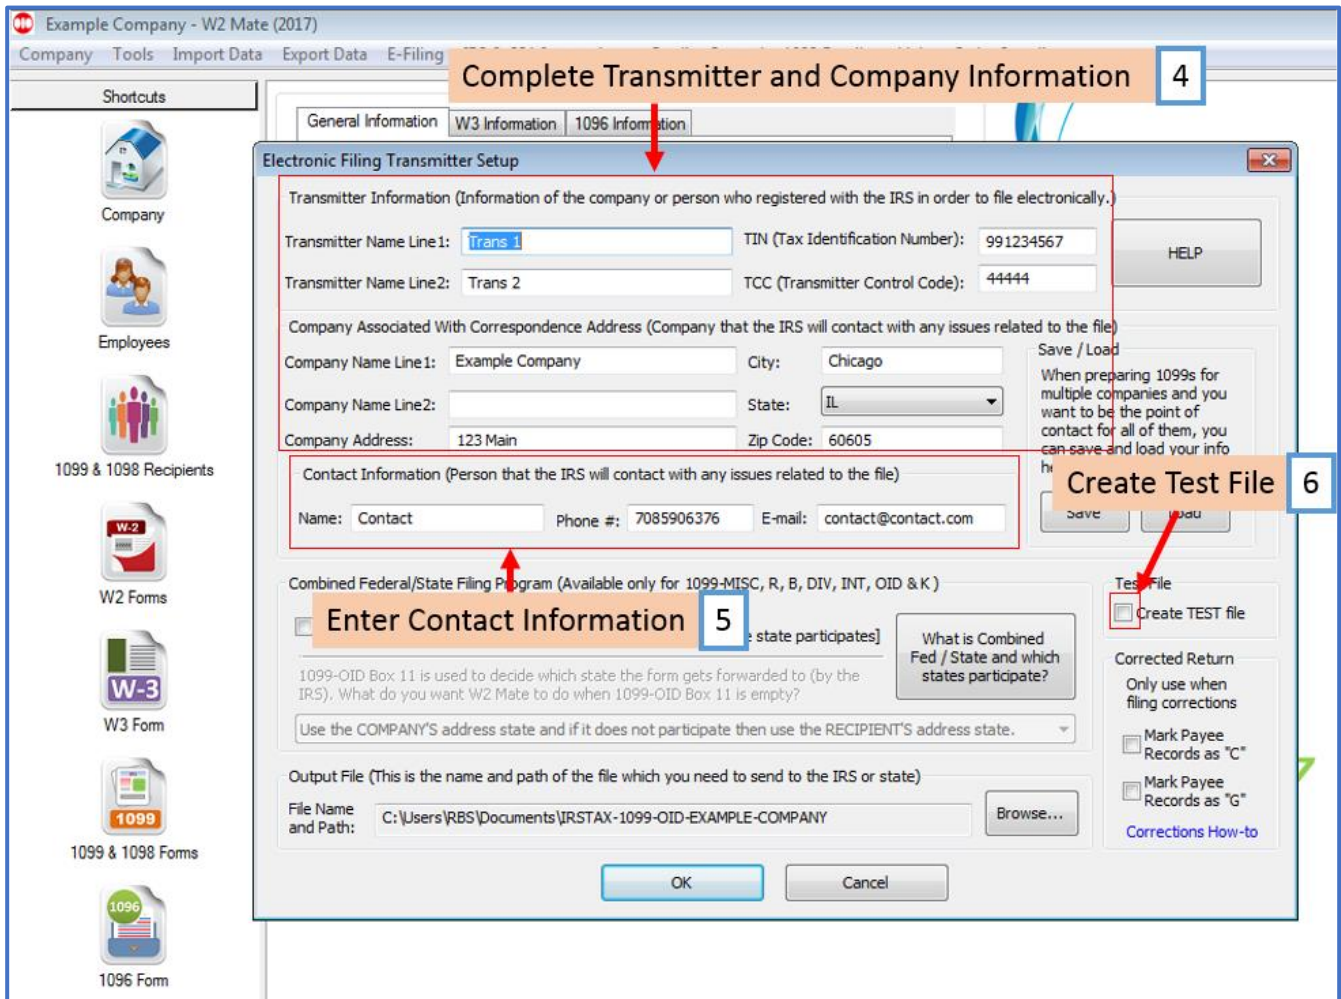 Example Company - W2 Mate (2017)
Company Tools Import Data Export Data E-Filing
Complete Transmitter and Company Information 4
Shortcuts
Company
Employees
1099 & 1098 Recipients
W-2
W2 Forms
W-3
W3 Form
1099
1099 & 1098 Forms
1096
1096 Form
General Information W3 Information 1096 Information
Electronic Filing Transmitter Setup
Transmitter Information (Information of the company or person who registered with the IRS in order to file electronically.)
Transmitter Name Line1: Trans 1 TIN (Tax Identification Number): 991234567
HELP
Transmitter Name Line2: Trans 2 TCC (Transmitter Control Code): 44444
Company Associated With Correspondence Address (Company that the IRS will contact with any issues related to the file)
Company Name Line1: Example Company City: Chicago
Company Name Line2: State: IL
Company Address: 123 Main Zip Code: 60605
Save / Load
When preparing 1099s for
multiple companies and you
want to be the point of
contact for all of them, you
can save and load your info
Save Load
Contact Information (Person that the IRS will contact with any issues related to the file)
Name: Contact Phone #: 7085906376 E-mail: contact@contact.com
Create Test File 6
Combined Federal/State Filing Program (Available only for 1099-MISC, R, B, DIV, INT, OID & K )
Enter Contact Information 5
state participates]
What is Combined
Fed / State and which
states participate?
1099-OID Box 11 is used to decide which state the form gets forwarded to (by the
IRS). What do you want W2 Mate to do when 1099-OID Box 11 is empty?
Use the COMPANY'S address state and if it does not participate then use the RECIPIENT'S address state.
Test File
Create TEST file
Corrected Return
Only use when
filing corrections
Mark Payee
Records as "C"
Mark Payee
Records as "G"
Corrections How-to
Output File (This is the name and path of the file which you need to send to the IRS or state)
File Name
and Path: C:\Users\RBS\Documents\IRSTAX-1099-OID-EXAMPLE-COMPANY Browse...
OK Cancel